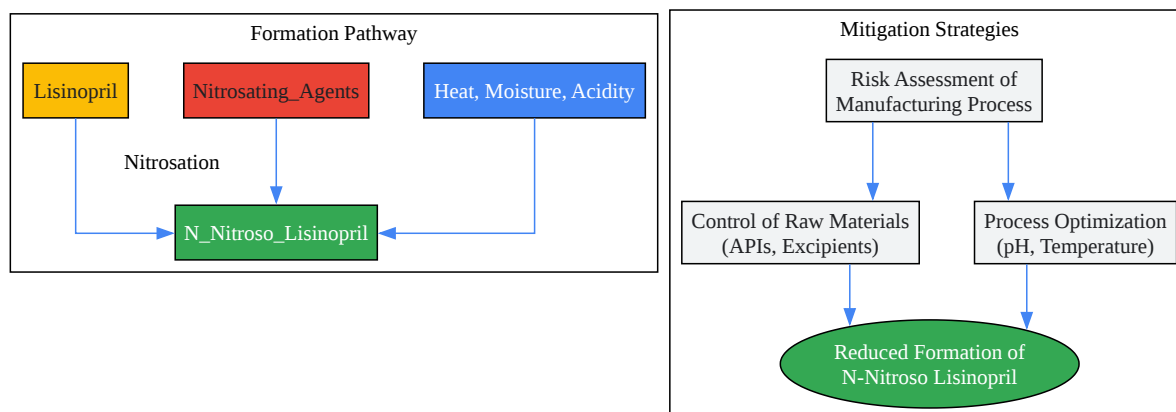 Formation Pathway
Lisinopril
Nitrosating_Agents
Heat, Moisture, Acidity
Nitrosation
N_Nitroso_Lisinopril
Mitigation Strategies
Risk Assessment of
Manufacturing Process
Control of Raw Materials
(APIs, Excipients)
Process Optimization
(pH, Temperature)
Reduced Formation of
N-Nitroso Lisinopril